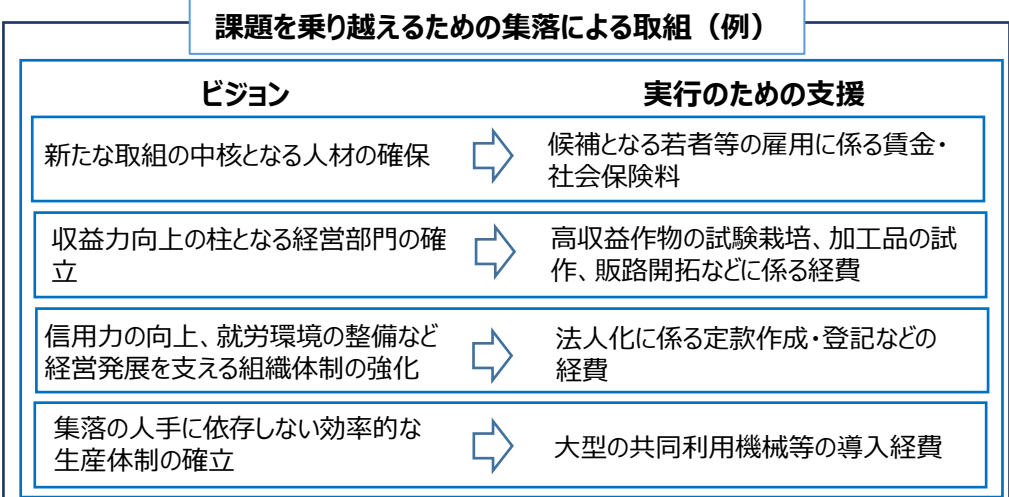 課題を乗り越えるための集落による取組（例）
ビジョン
実行のための支援
新たな取組の中核となる人材の確保
候補となる若者等の雇用に係る賃金・
社会保険料
収益力向上の柱となる経営部門の確
立
高収益作物の試験栽培、加工品の試
作、販路開拓などに係る経費
信用力の向上、就労環境の整備など
経営発展を支える組織体制の強化
法人化に係る定款作成・登記などの
経費
集落の人手に依存しない効率的な
生産体制の確立
大型の共同利用機械等の導入経費